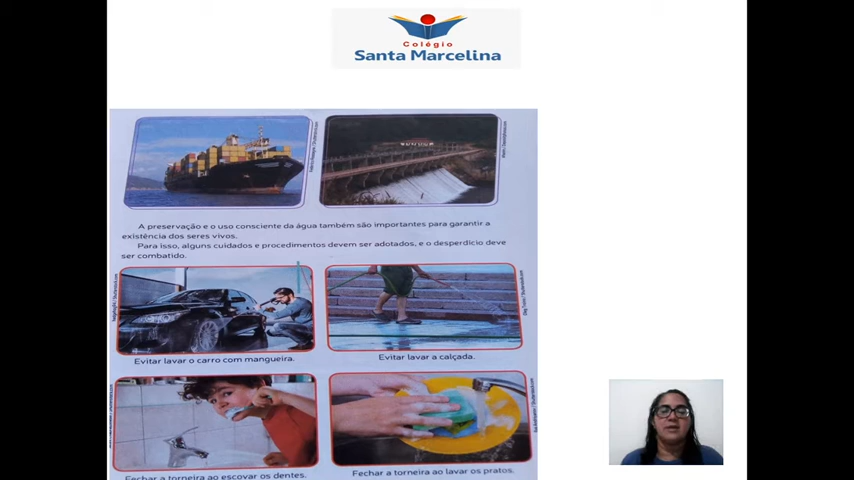 Colégio
Santa Marcelina
A preservação e o uso consciente da água também são importantes para garantir a
existência dos seres vivos.
Para isso, alguns cuidados e procedimentos devem ser adotados, e o desperdício deve
ser combatido.
Evitar lavar o carro com mangueira.
Evitar lavar a calçada.
Fechar a torneira ao escovar os dentes.
Fechar a torneira ao lavar os pratos.